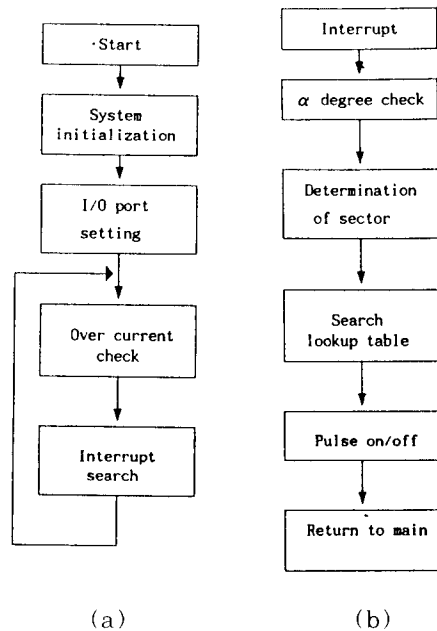 Start
System
initialization
I/O port
setting
Over current
check
Interrupt
search
(a)
Interrupt
α degree check
Determination
of sector
Search
lookup table
Pulse on/off
Return to main
(b)